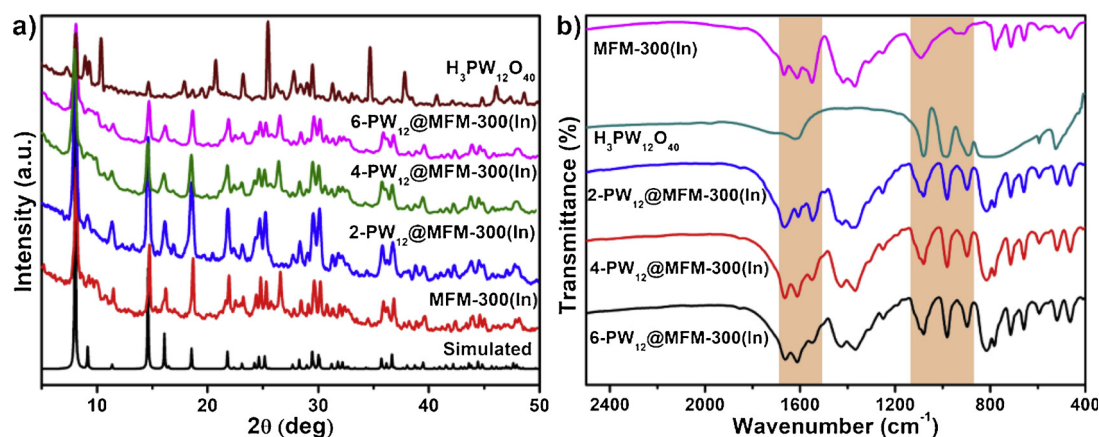 a)
Intensity (a.u.)
H₃PW₁₂O₄₀
6-PW₁₂@MFM-300(In)
4-PW₁₂@MFM-300(In)
2-PW₁₂@MFM-300(In)
MFM-300(In)
Simulated
10 20 30 40 50
2θ (deg)
b)
Transmittance (%)
MFM-300(In)
H₃PW₁₂O₄₀
2-PW₁₂@MFM-300(In)
4-PW₁₂@MFM-300(In)
6-PW₁₂@MFM-300(In)
2400 1600 1200 800 400
Wavenumber (cm⁻¹)